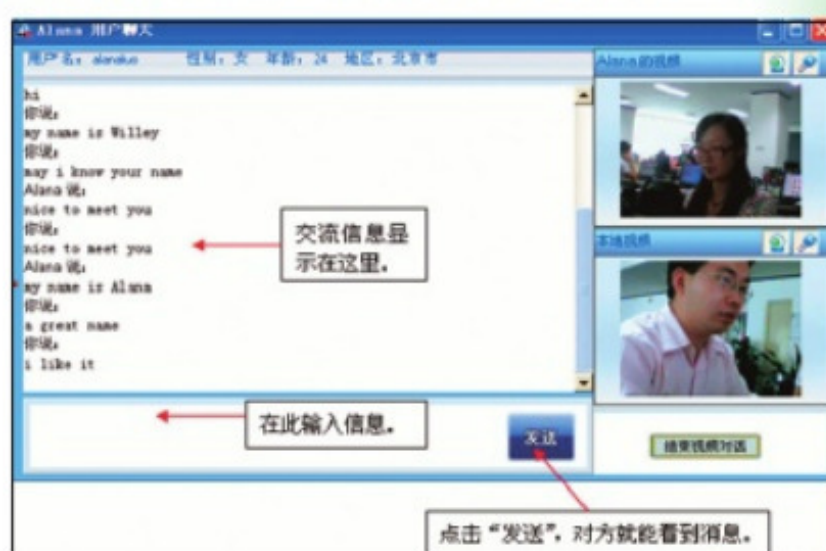 Alana 用户聊天
用户名：alanaluo 性别：女 年龄：24 地区：北京市
Alana的视频
hi
你说：
my name is Willey
你说：
may i know your name
Alana 说：
nice to meet you
你说：
nice to meet you
Alana 说：
my name is Alana
你说：
a great name
你说：
i like it
交流信息显
示在这里。
本地视频
在此输入信息。
发送
结束视频对话
点击“发送”，对方就能看到消息。